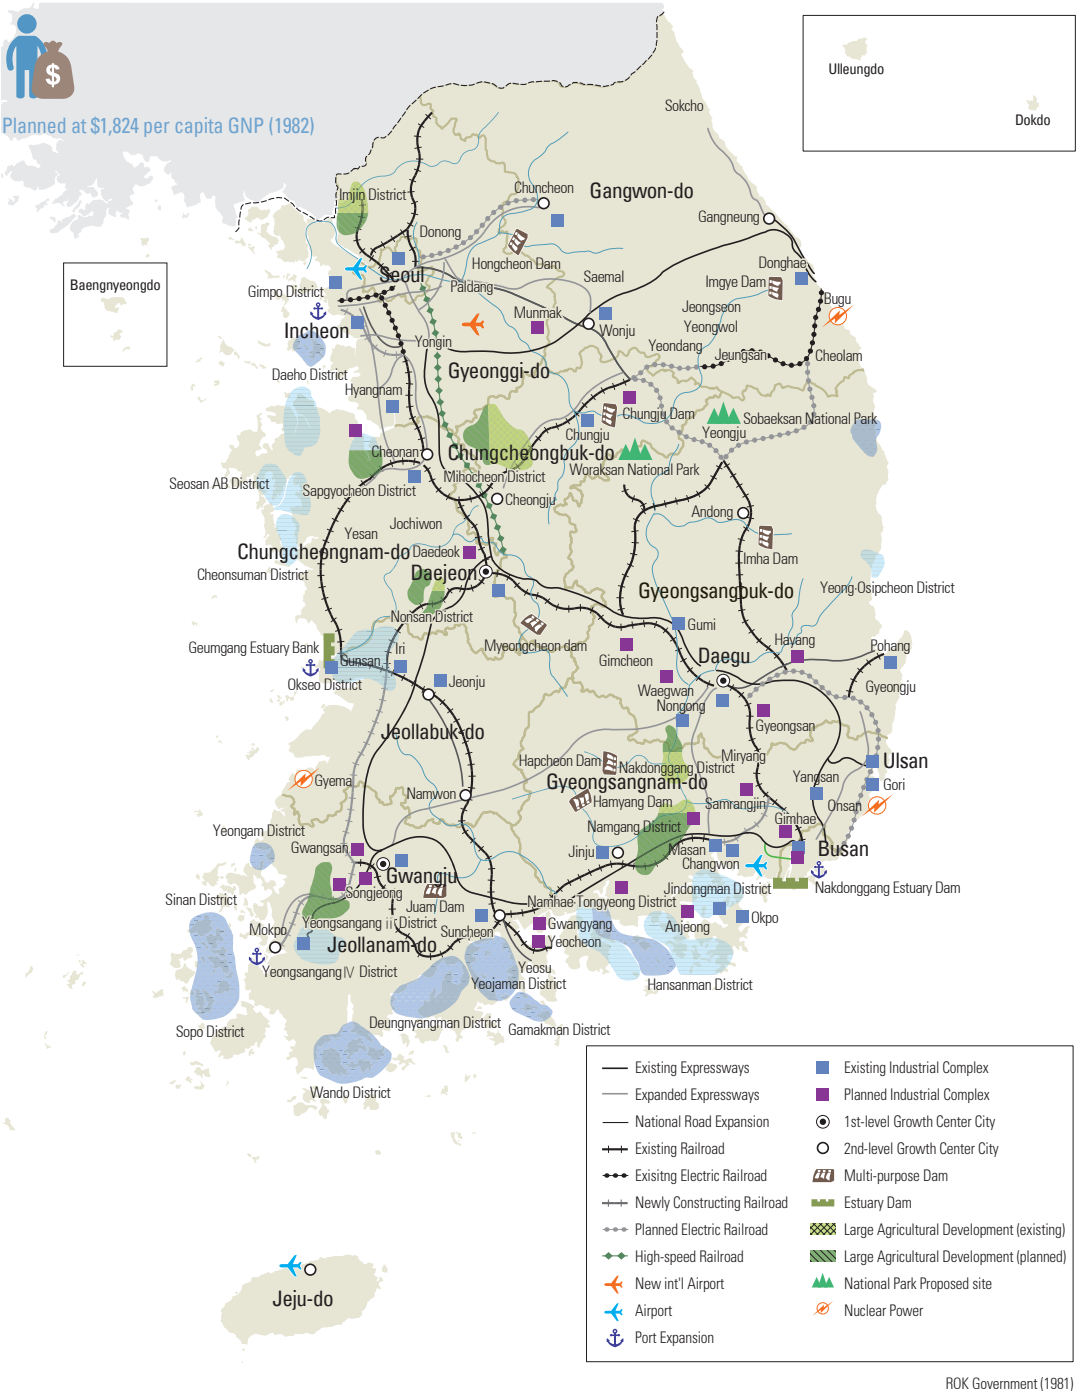 $
Planned at $1,824 per capita GNP (1982)
Ulleungdo
Dokdo
Sokcho
Imjin District
Chuncheon
Gangwon-do
Gangneung
Donong
Hongcheon Dam
Donghae
Seoul
Saemal
Imgye Dam
Baengnyeongdo
Gimpo District
Paldang
Bugu
Jeongseon
Munmak
Incheon
Wonju
Yeongwol
Yongin
Yeondang
Jeungsan
Cheolam
Daeho District
Gyeonggi-do
Hyangnam
Chungju Dam
Sobaeksan National Park
Chungju
Yeongju
Cheonan
Chungcheongbuk-do
Woraksan National Park
Mihocheon District
Seosan AB District
Sapgyocheon District
Cheongju
Andong
Jochiwon
Yesan
Chungcheongnam-do
Daedeok
Imha Dam
Cheonsuman District
Daejeon
Gyeongsangbuk-do
Yeong-Osipcheon District
Nonsan District
Gumi
Geumgang Estuary Bank
Iri
Myeongcheon dam
Hayang
Pohang
Gunsan
Gimcheon
Daegu
Okseo District
Jeonju
Waegwan
Gyeongju
Nongong
Gyeongsan
Jeollabuk-do
Hapcheon Dam
Nakdonggang District
Miryang
Ulsan
Gyema
Gyeongsangnam-do
Yangsan
Gori
Namwon
Hamyang Dam
Samrangjin
Onsan
Yeongam District
Namgang District
Gimhae
Gwangsan
Jinju
Masan
Busan
Changwon
Gwangju
Songjeong
Jindongman District
Nakdonggang Estuary Dam
Sinan District
Juam Dam
Namhae-Tongyeong District
Yeongsangang iii District
Okpo
Mokpo
Suncheon
Gwangyang
Anjeong
Jeollanam-do
Yeocheon
Yeongsangang IV District
Yeosu
Yeojaman District
Hansanman District
Sopo District
Deungnyangman District
Gamakman District
Wando District
Jeju-do
Existing Expressways
Expanded Expressways
National Road Expansion
Existing Railroad
Exisitng Electric Railroad
Newly Constructing Railroad
Planned Electric Railroad
High-speed Railroad
New int'l Airport
Airport
Port Expansion
Existing Industrial Complex
Planned Industrial Complex
1st-level Growth Center City
2nd-level Growth Center City
Multi-purpose Dam
Estuary Dam
Large Agricultural Development (existing)
Large Agricultural Development (planned)
National Park Proposed site
Nuclear Power
ROK Government (1981)